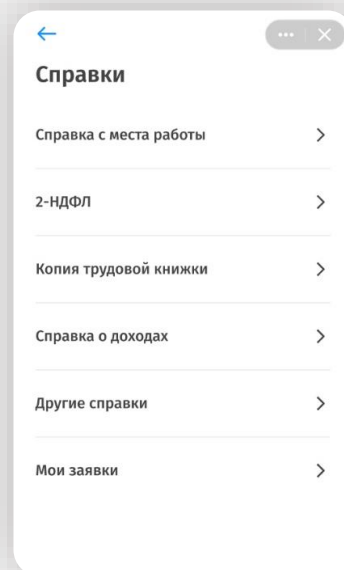 Справки
Справка с места работы
2-НДФЛ
Копия трудовой книжки
Справка о доходах
Другие справки
Мои заявки